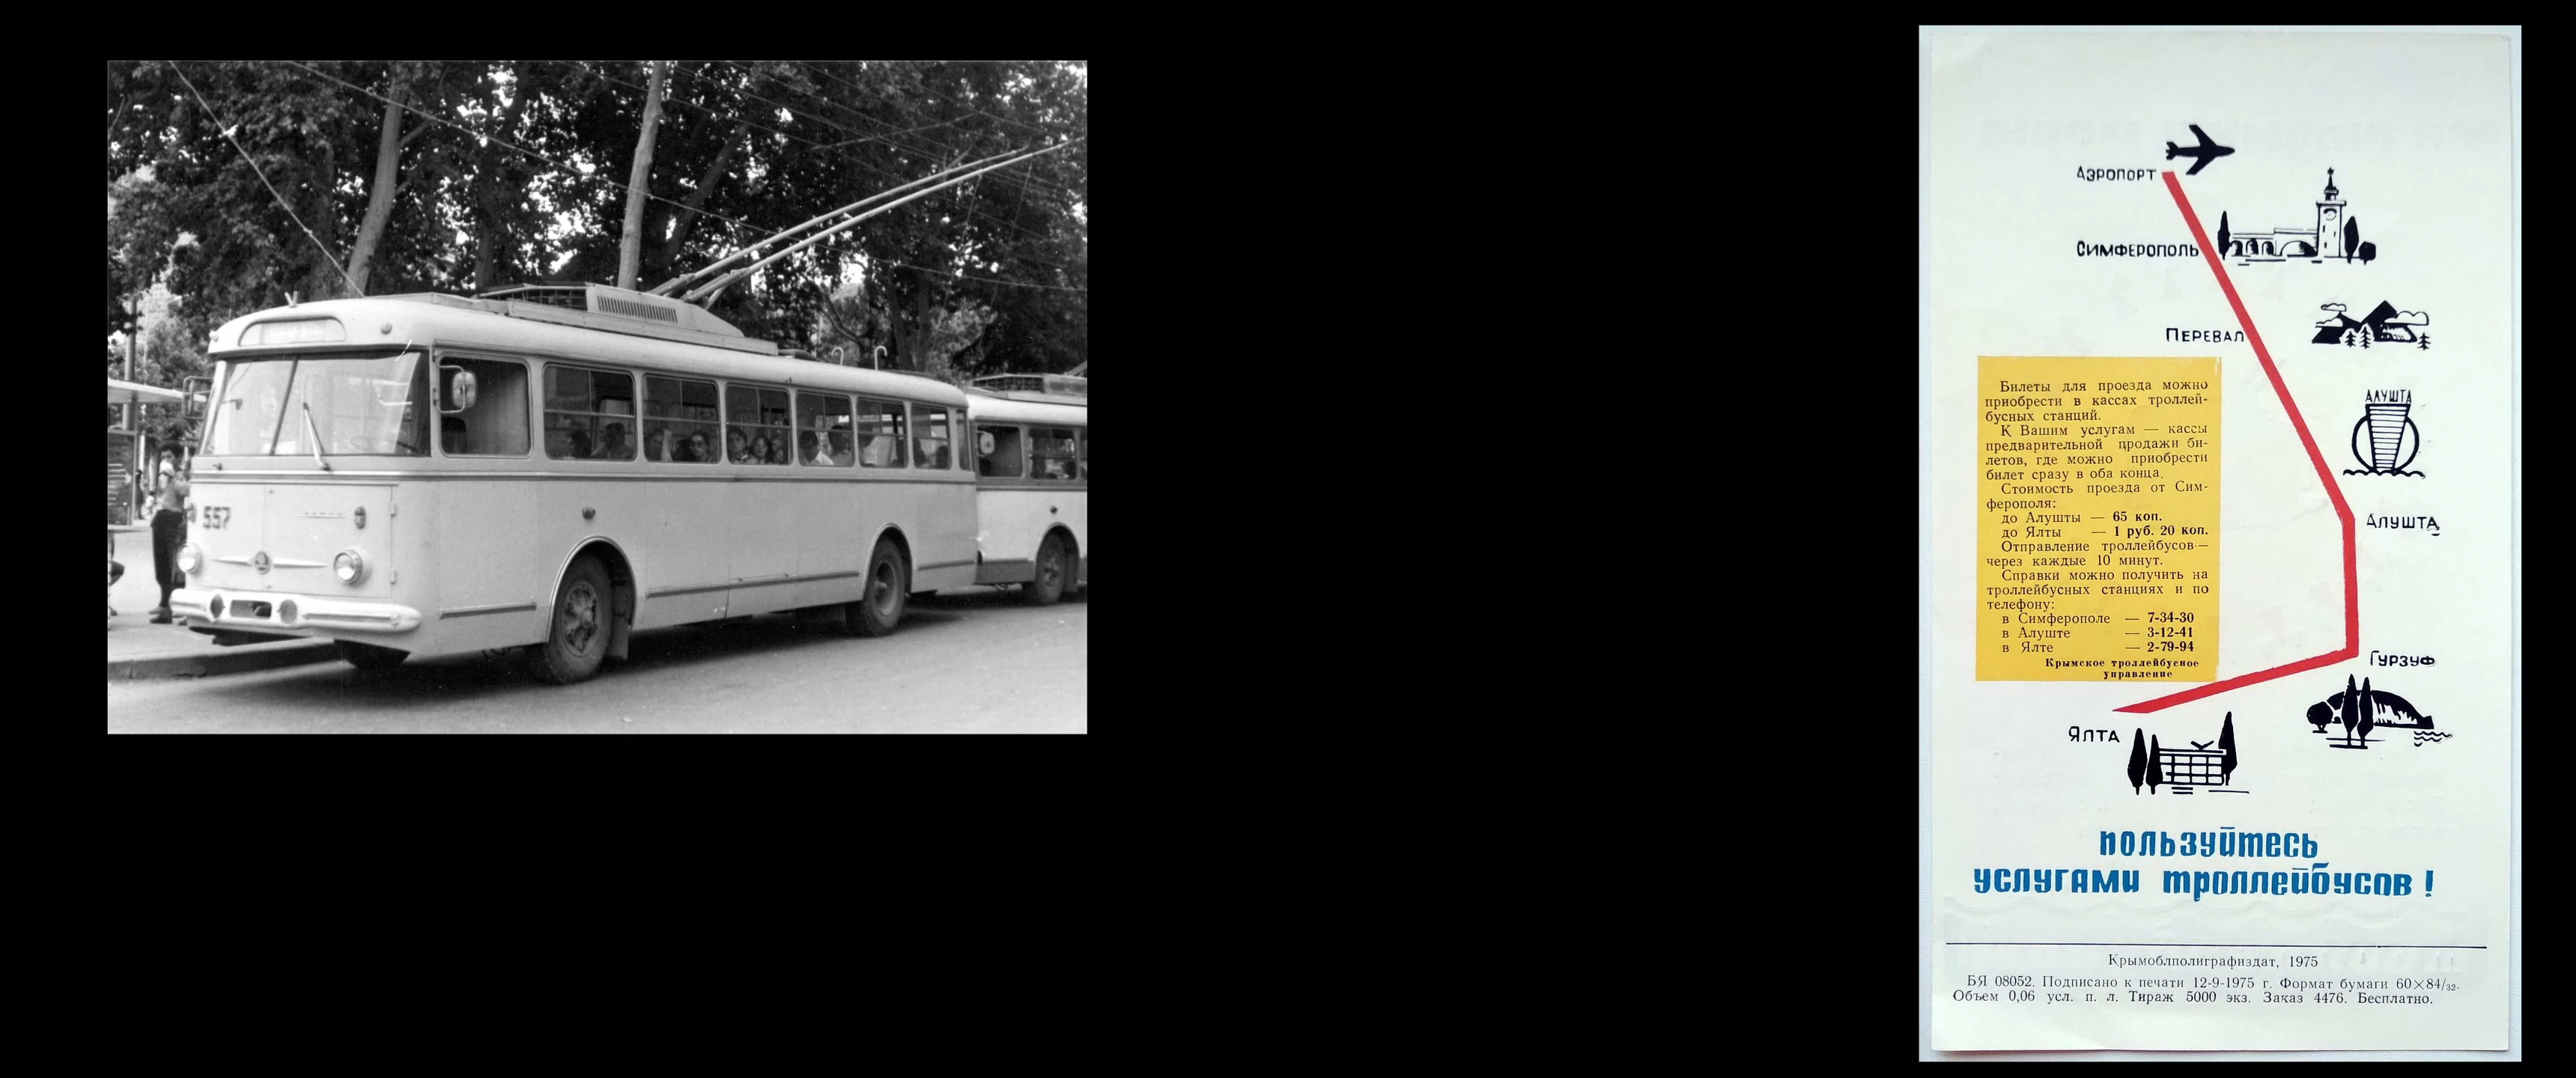 557
Аэропорт
Симферополь
Перевал
Билеты для проезда можно
приобрести в кассах троллей-
бусных станций.
К Вашим услугам — кассы
предварительной продажи би-
летов, где можно приобрести
билет сразу в оба конца.
Стоимость проезда от Сим-
ферополя:
до Алушты — 65 коп.
до Ялты — 1 руб. 20 коп.
Отправление троллейбусов —
через каждые 10 минут.
Справки можно получить на
троллейбусных станциях и по
телефону:
в Симферополе — 7-34-30
в Алуште — 3-12-41
в Ялте — 2-79-94
Крымское троллейбусное
управление
АЛУШТА
Алушта
Гурзуф
Ялта
пользуйтесь
услугами троллейбусов!
Крымоблполиграфиздат, 1975
БЯ 08052. Подписано к печати 12-9-1975 г. Формат бумаги 60×84/32.
Объем 0,06 усл. п. л. Тираж 5000 экз. Заказ 4476. Бесплатно.